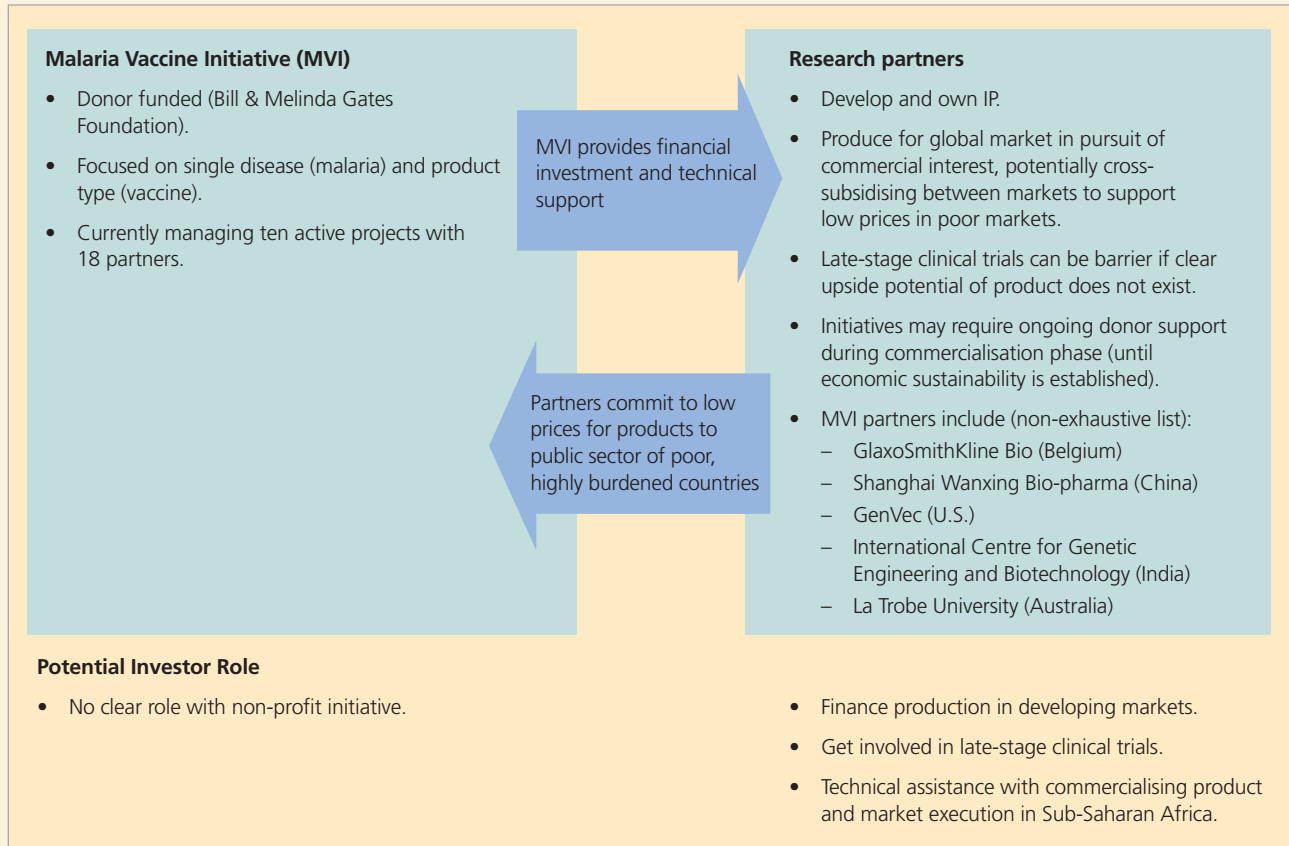 Malaria Vaccine Initiative (MVI)
• Donor funded (Bill & Melinda Gates
Foundation).
• Focused on single disease (malaria) and product
type (vaccine).
• Currently managing ten active projects with
18 partners.
MVI provides financial
investment and technical
support
Partners commit to low
prices for products to
public sector of poor,
highly burdened countries
Research partners
• Develop and own IP.
• Produce for global market in pursuit of
commercial interest, potentially cross-
subsidising between markets to support
low prices in poor markets.
• Late-stage clinical trials can be barrier if clear
upside potential of product does not exist.
• Initiatives may require ongoing donor support
during commercialisation phase (until
economic sustainability is established).
• MVI partners include (non-exhaustive list):
– GlaxoSmithKline Bio (Belgium)
– Shanghai Wanxing Bio-pharma (China)
– GenVec (U.S.)
– International Centre for Genetic
Engineering and Biotechnology (India)
– La Trobe University (Australia)
Potential Investor Role
• No clear role with non-profit initiative.
• Finance production in developing markets.
• Get involved in late-stage clinical trials.
• Technical assistance with commercialising product
and market execution in Sub-Saharan Africa.